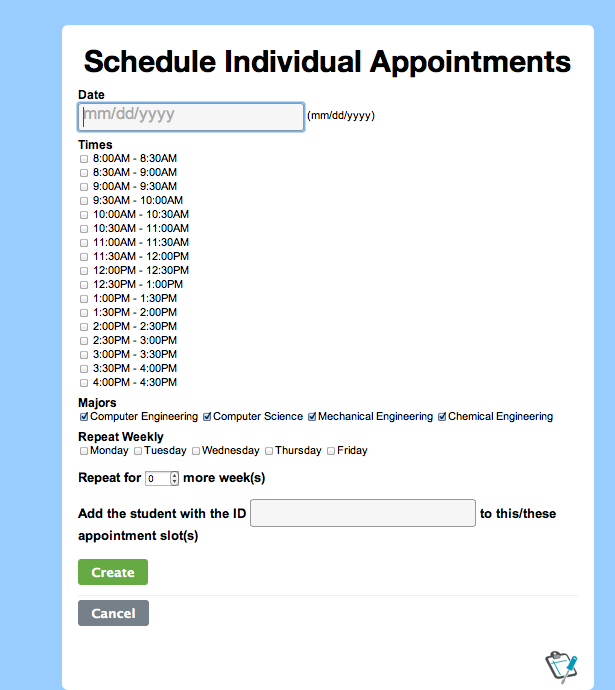 Schedule Individual Appointments
Date
mm/dd/yyyy (mm/dd/yyyy)
Times
8:00AM - 8:30AM
8:30AM - 9:00AM
9:00AM - 9:30AM
9:30AM - 10:00AM
10:00AM - 10:30AM
10:30AM - 11:00AM
11:00AM - 11:30AM
11:30AM - 12:00PM
12:00PM - 12:30PM
12:30PM - 1:00PM
1:00PM - 1:30PM
1:30PM - 2:00PM
2:00PM - 2:30PM
2:30PM - 3:00PM
3:00PM - 3:30PM
3:30PM - 4:00PM
4:00PM - 4:30PM
Majors
Computer Engineering Computer Science Mechanical Engineering Chemical Engineering
Repeat Weekly
Monday Tuesday Wednesday Thursday Friday
Repeat for 0 more week(s)
Add the student with the ID to this/these
appointment slot(s)
Create
Cancel